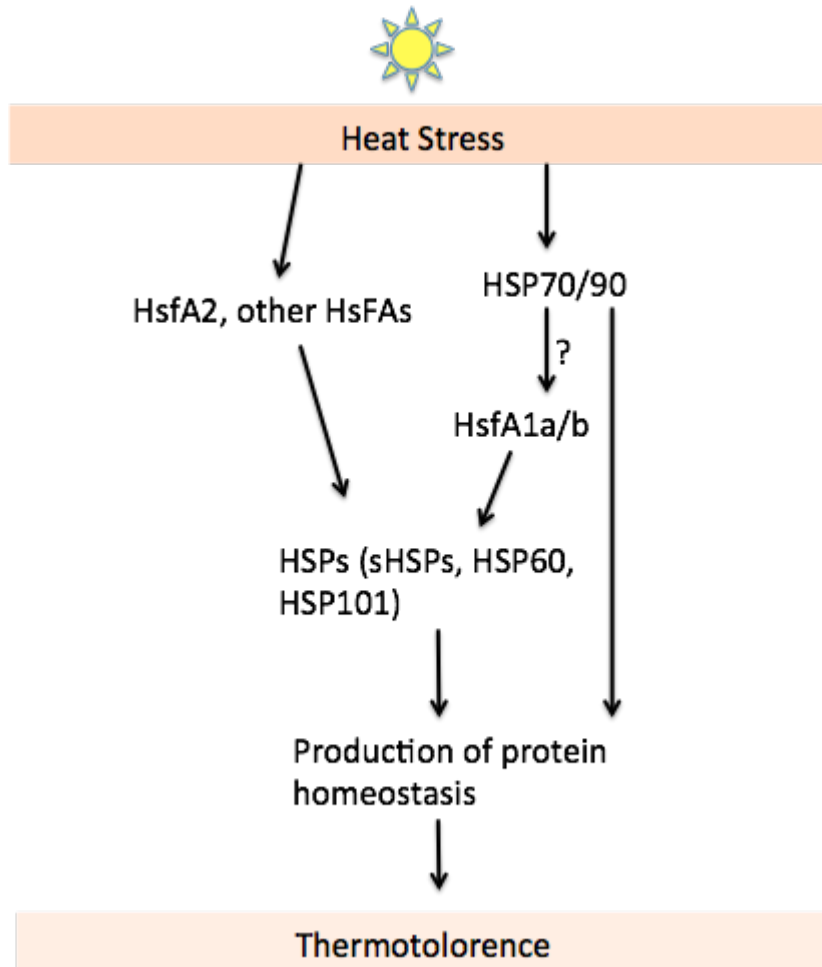 Heat Stress
HSP70/90
HsfA2, other HsFAs
?
HsfA1a/b
HSPs (sHSPs, HSP60,
HSP101)
Production of protein
homeostasis
Thermotolorence